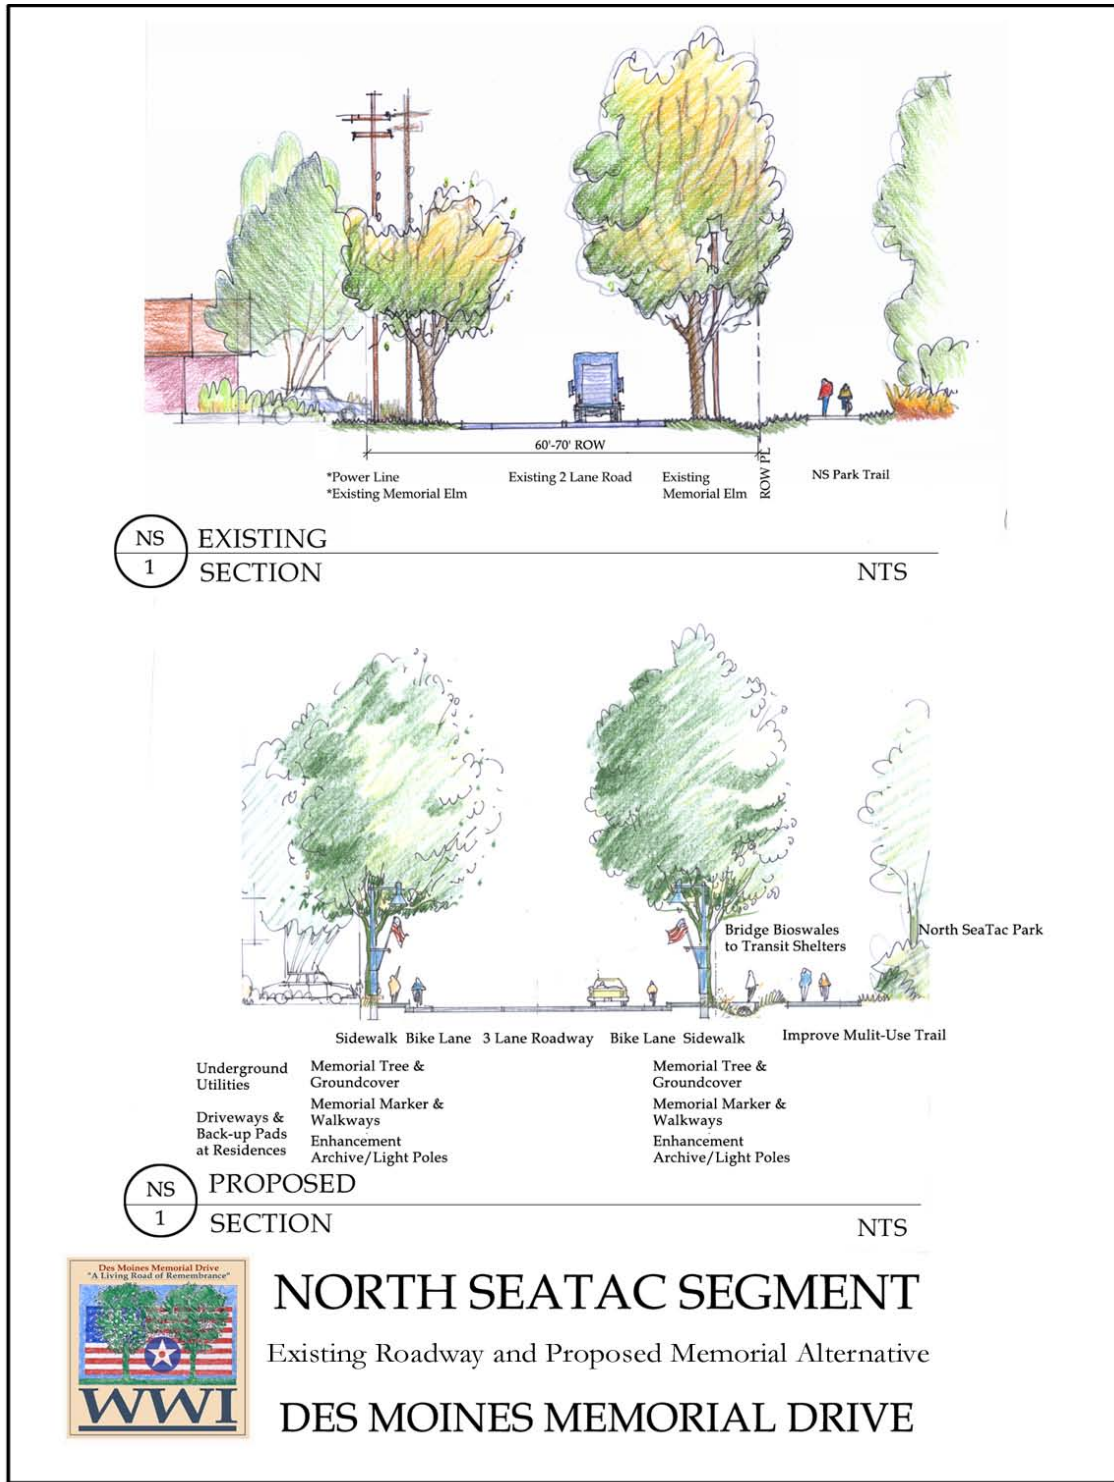 60'-70' ROW
*Power Line
*Existing Memorial Elm
Existing 2 Lane Road
Existing
Memorial Elm
ROW PL
NS Park Trail
NS
1
EXISTING
SECTION
NTS
Bridge Bioswales
to Transit Shelters
North SeaTac Park
Sidewalk Bike Lane 3 Lane Roadway Bike Lane Sidewalk
Improve Mulit-Use Trail
Underground
Utilities
Driveways &
Back-up Pads
at Residences
Memorial Tree &
Groundcover
Memorial Marker &
Walkways
Enhancement
Archive/Light Poles
Memorial Tree &
Groundcover
Memorial Marker &
Walkways
Enhancement
Archive/Light Poles
NS
1
PROPOSED
SECTION
NTS
Des Moines Memorial Drive
"A Living Road of Remembrance"
WWI
NORTH SEATAC SEGMENT
Existing Roadway and Proposed Memorial Alternative
DES MOINES MEMORIAL DRIVE